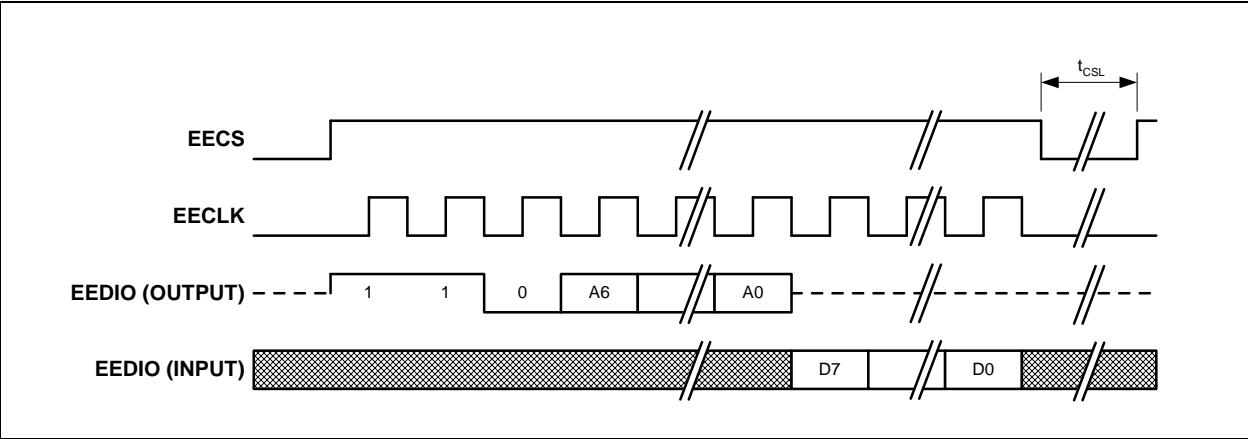 tCSL
EECS
EECLK
EEDIO (OUTPUT) 1 1 0 A6 A0
EEDIO (INPUT) D7 D0